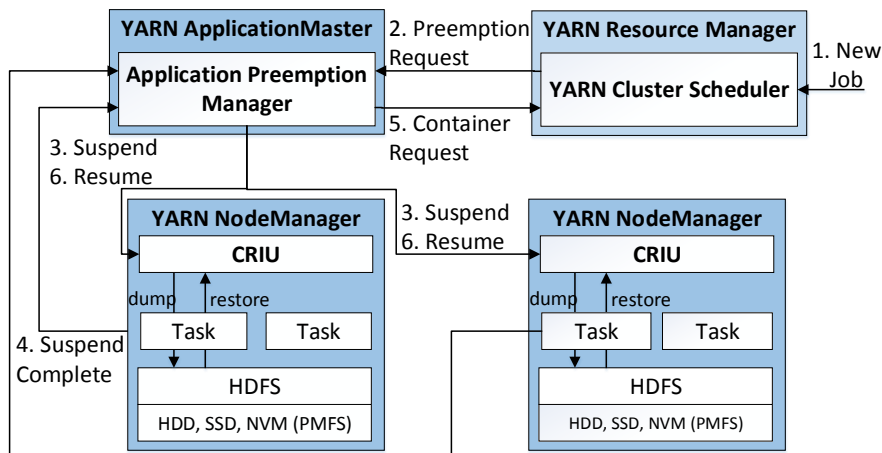 YARN ApplicationMaster
Application Preemption
Manager
2. Preemption
Request
YARN Resource Manager
YARN Cluster Scheduler
1. New
Job
5. Container
Request
3. Suspend
6. Resume
YARN NodeManager
CRIU
dump
restore
Task
Task
HDFS
HDD, SSD, NVM (PMFS)
4. Suspend
Complete
3. Suspend
6. Resume
YARN NodeManager
CRIU
dump
restore
Task
Task
HDFS
HDD, SSD, NVM (PMFS)